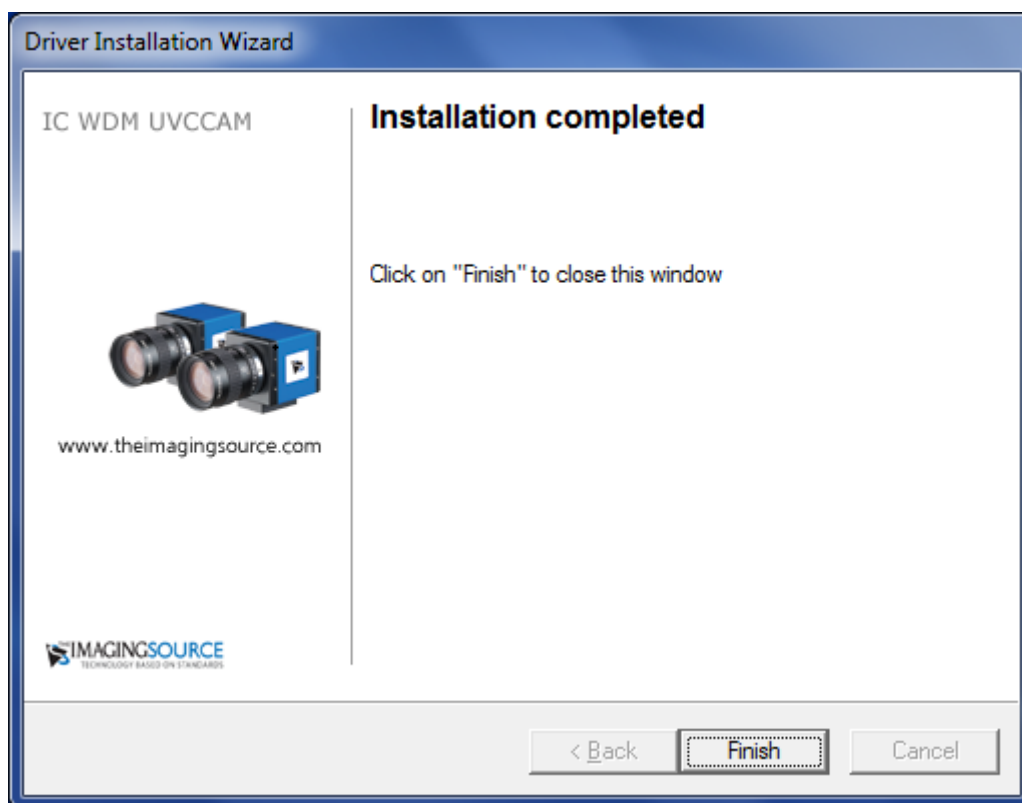 Driver Installation Wizard
IC WDM UVCCAM
Installation completed
Click on "Finish" to close this window
www.theimagingsource.com
THE IMAGINGSOURCE
TECHNOLOGY BASED ON STANDARDS
< Back
Finish
Cancel